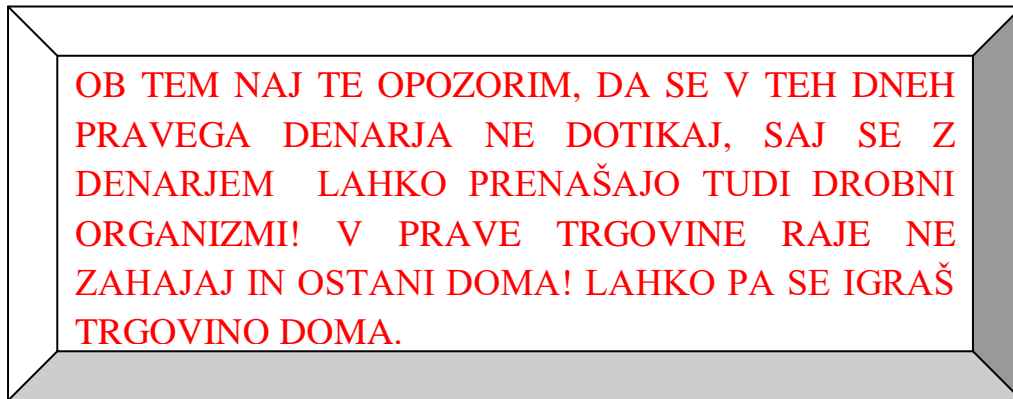 OB TEM NAJ TE OPOZORIM, DA SE V TEH DNEH
PRAVEGA DENARJA NE DOTIKAJ, SAJ SE Z
DENARJEM LAHKO PRENAŠAJO TUDI DROBNI
ORGANIZMI! V PRAVE TRGOVINE RAJE NE
ZAHAJAJ IN OSTANI DOMA! LAHKO PA SE IGRAŠ
TRGOVINO DOMA.